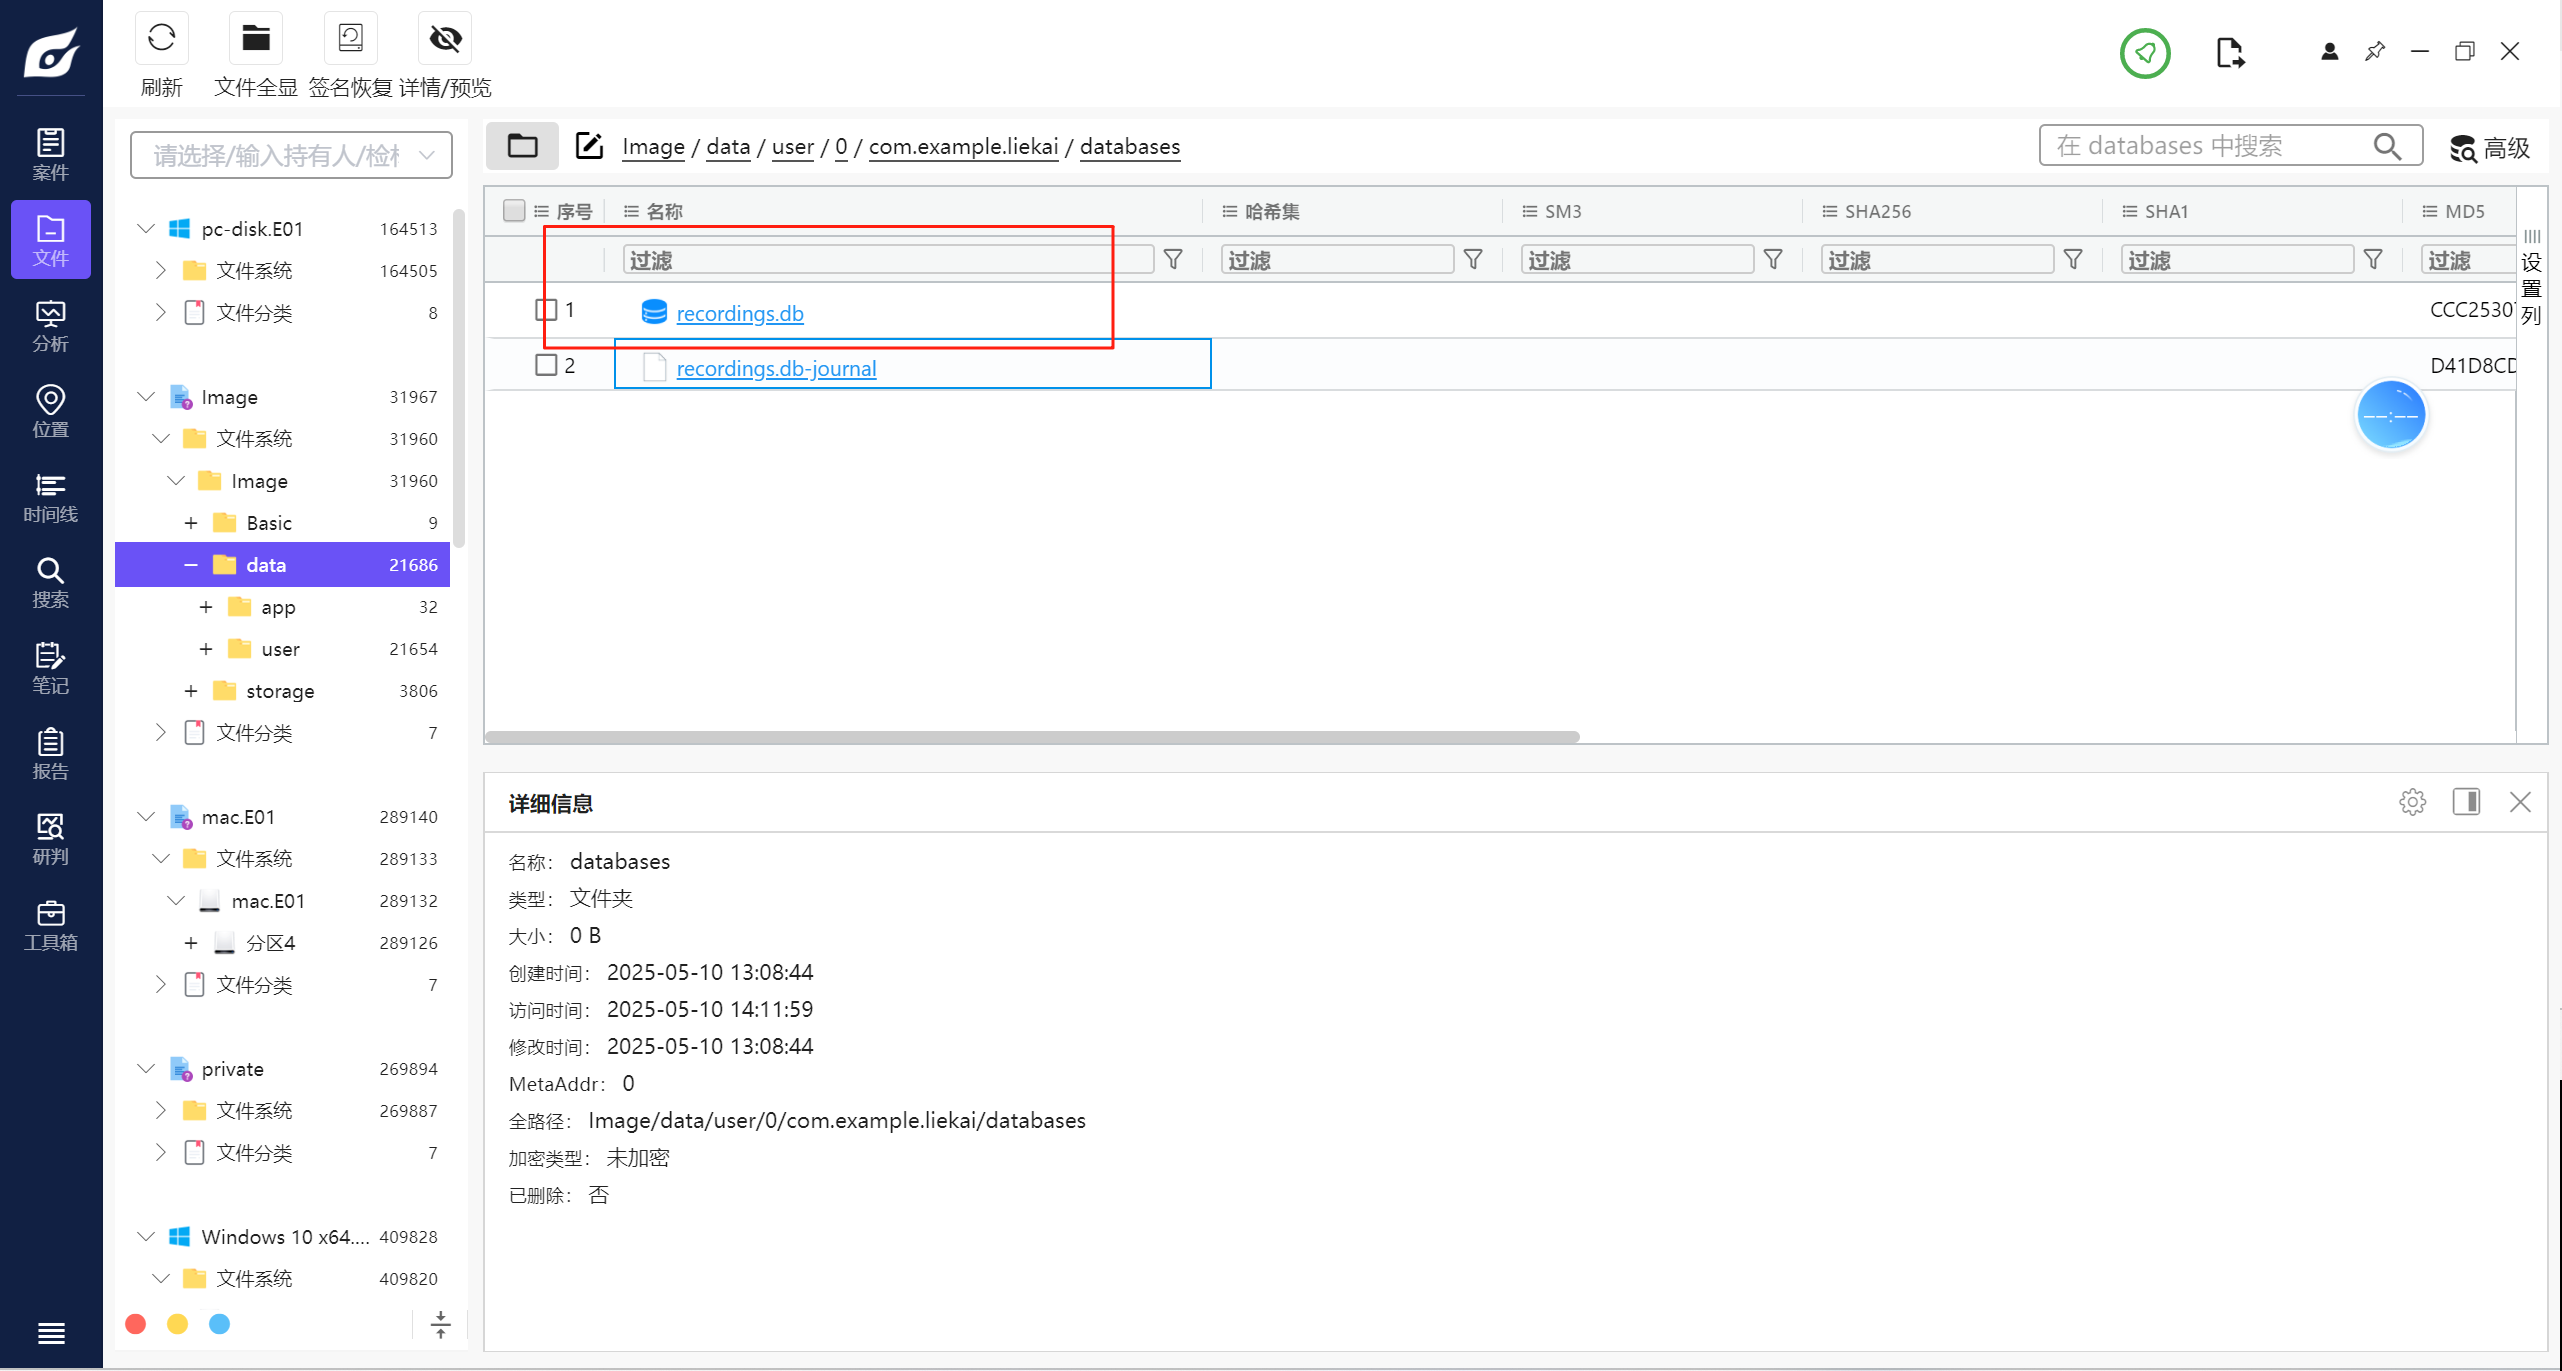 刷新
文件全显
签名恢复
详情/预览
案件
文件
分析
位置
时间线
搜索
笔记
报告
研判
工具箱
请选择/输入持有人/检
pc-disk.E01 164513
文件系统 164505
文件分类 8
Image 31967
文件系统 31960
Image 31960
Basic 9
data 21686
app 32
user 21654
storage 3806
文件分类 7
mac.E01 289140
文件系统 289133
mac.E01 289132
分区4 289126
文件分类 7
private 269894
文件系统 269887
文件分类 7
Windows 10 x64.... 409828
文件系统 409820
Image / data / user / 0 / com.example.liekai / databases
在 databases 中搜索
高级
序号 名称 哈希集 SM3 SHA256 SHA1 MD5
过滤 过滤 过滤 过滤 过滤 过滤
1 recordings.db CCC2530
2 recordings.db-journal D41D8CD
设置列
--:--
详细信息
名称： databases
类型： 文件夹
大小： 0 B
创建时间： 2025-05-10 13:08:44
访问时间： 2025-05-10 14:11:59
修改时间： 2025-05-10 13:08:44
MetaAddr： 0
全路径： Image/data/user/0/com.example.liekai/databases
加密类型： 未加密
已删除： 否